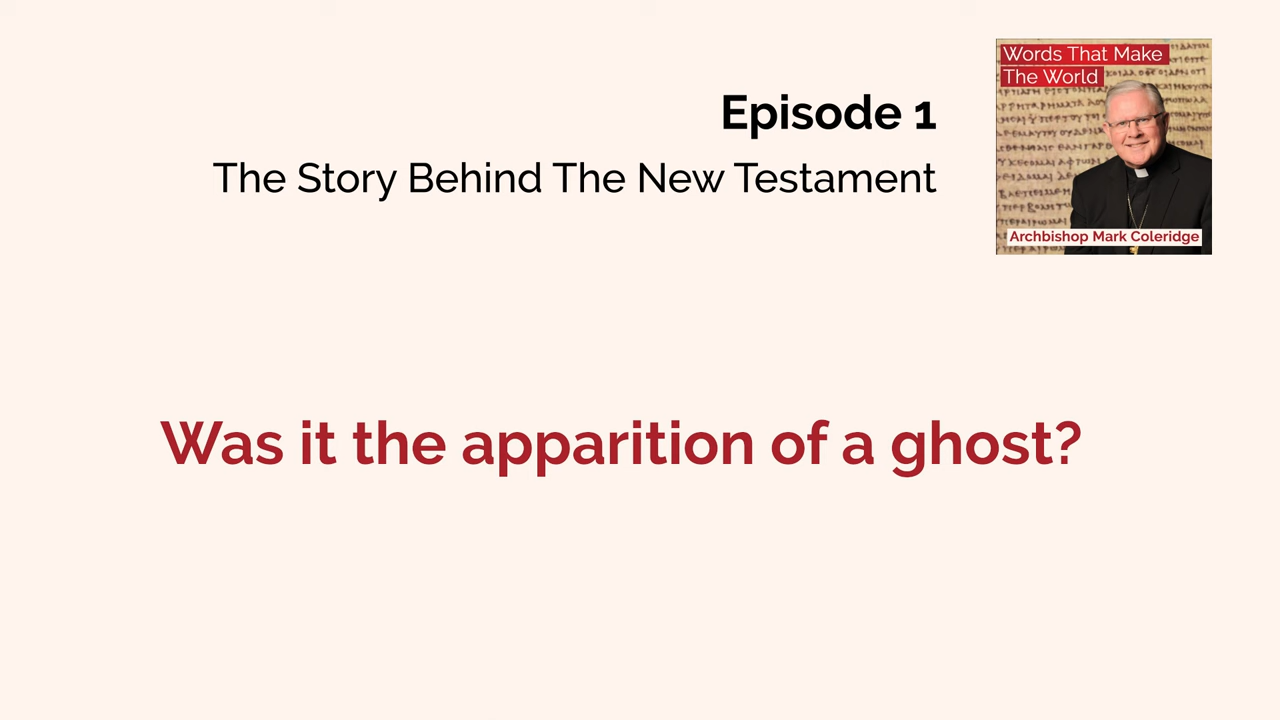 Episode 1
The Story Behind The New Testament
Words That Make
The World
Archbishop Mark Coleridge
Was it the apparition of a ghost?